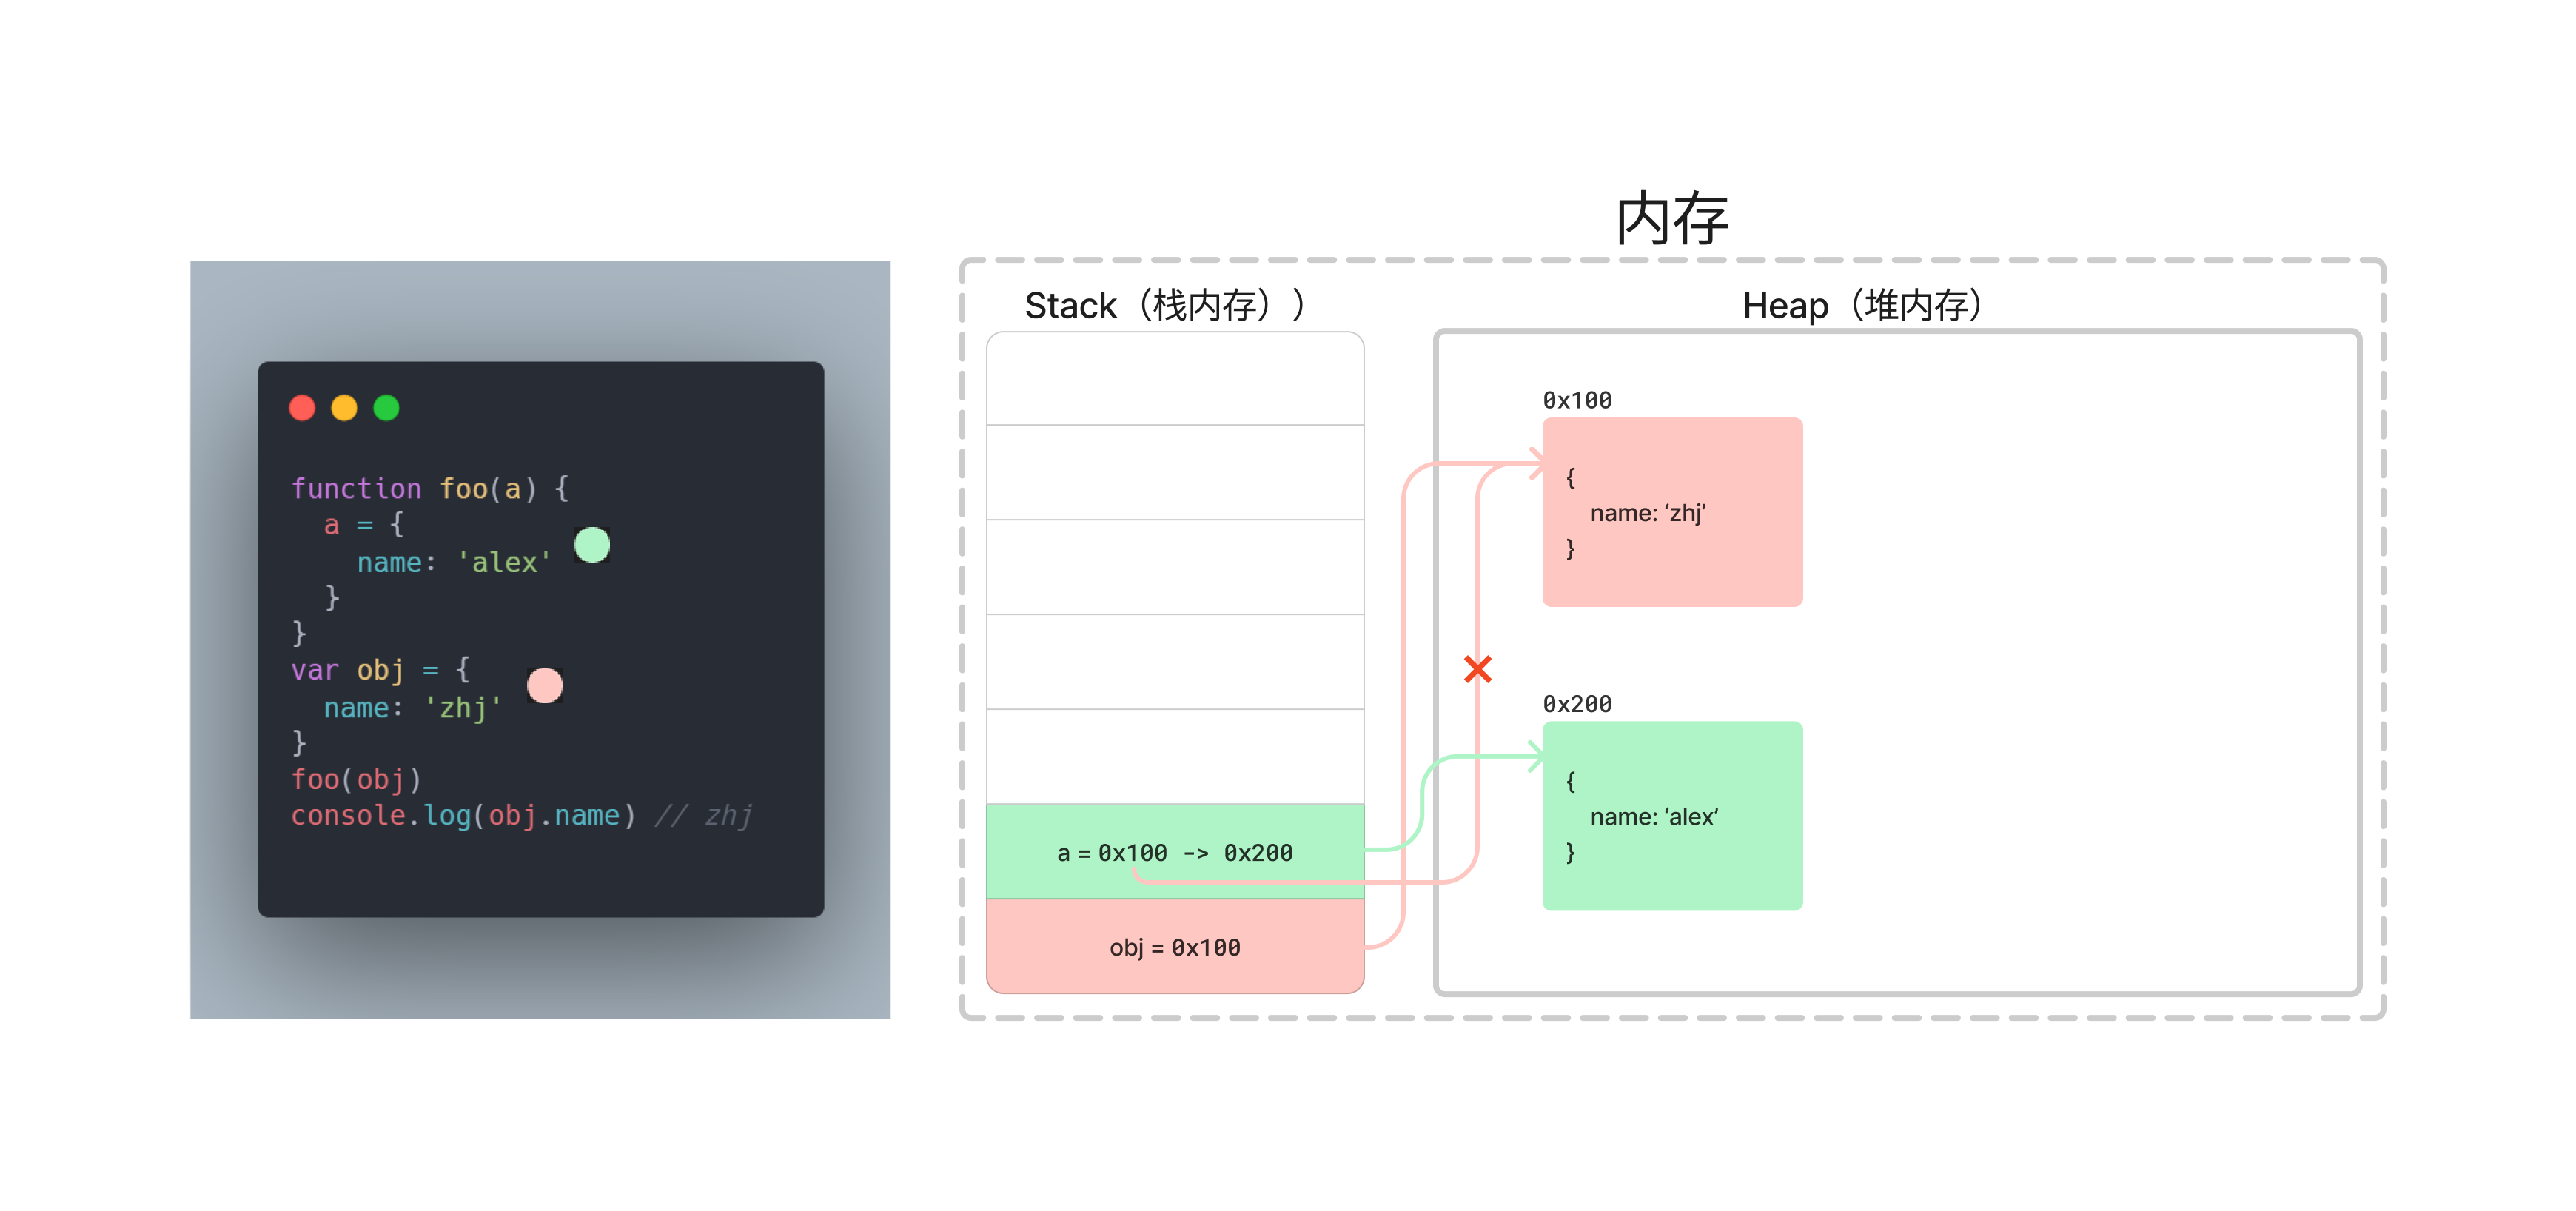 function foo(a) {
a = {
name: 'alex'
}
}
var obj = {
name: 'zhj'
}
foo(obj)
console.log(obj.name) // zhj
内存
Stack（栈内存））
a = 0x100 -> 0x200
obj = 0x100
Heap（堆内存）
0x100
{
name: ‘zhj’
}
0x200
{
name: ‘alex’
}